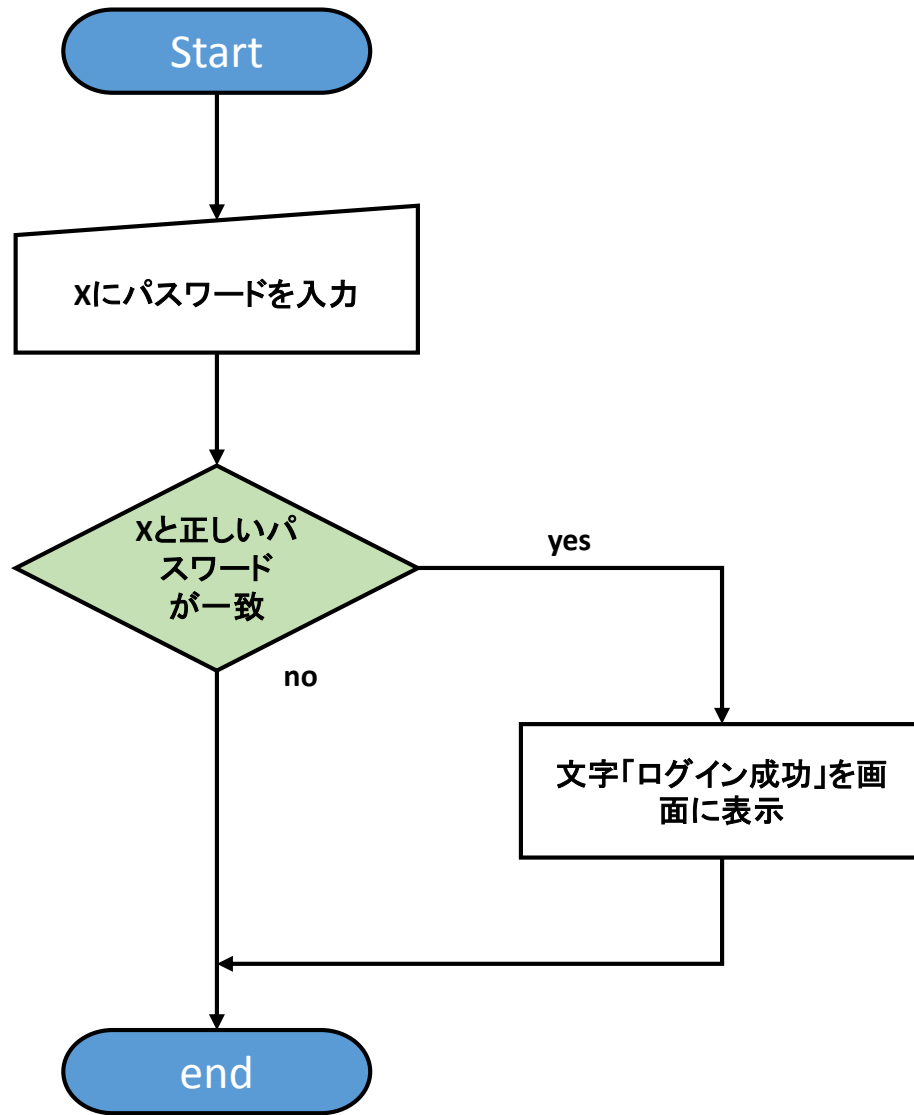 Start
Xにパスワードを入力
Xと正しいパ
スワード
が一致
yes
no
文字「ログイン成功」を画
面に表示
end